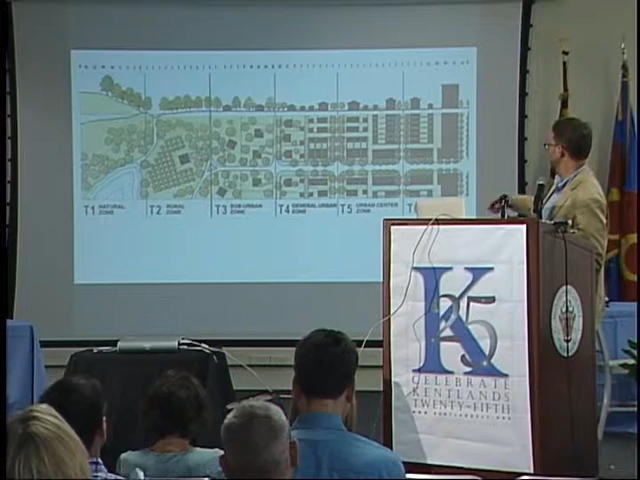 T1 NATURAL ZONE
T2 RURAL ZONE
T3 SUB-URBAN ZONE
T4 GENERAL URBAN ZONE
T5 URBAN CENTER ZONE
K 25
CELEBRATE
KENTLANDS
TWENTY-FIFTH